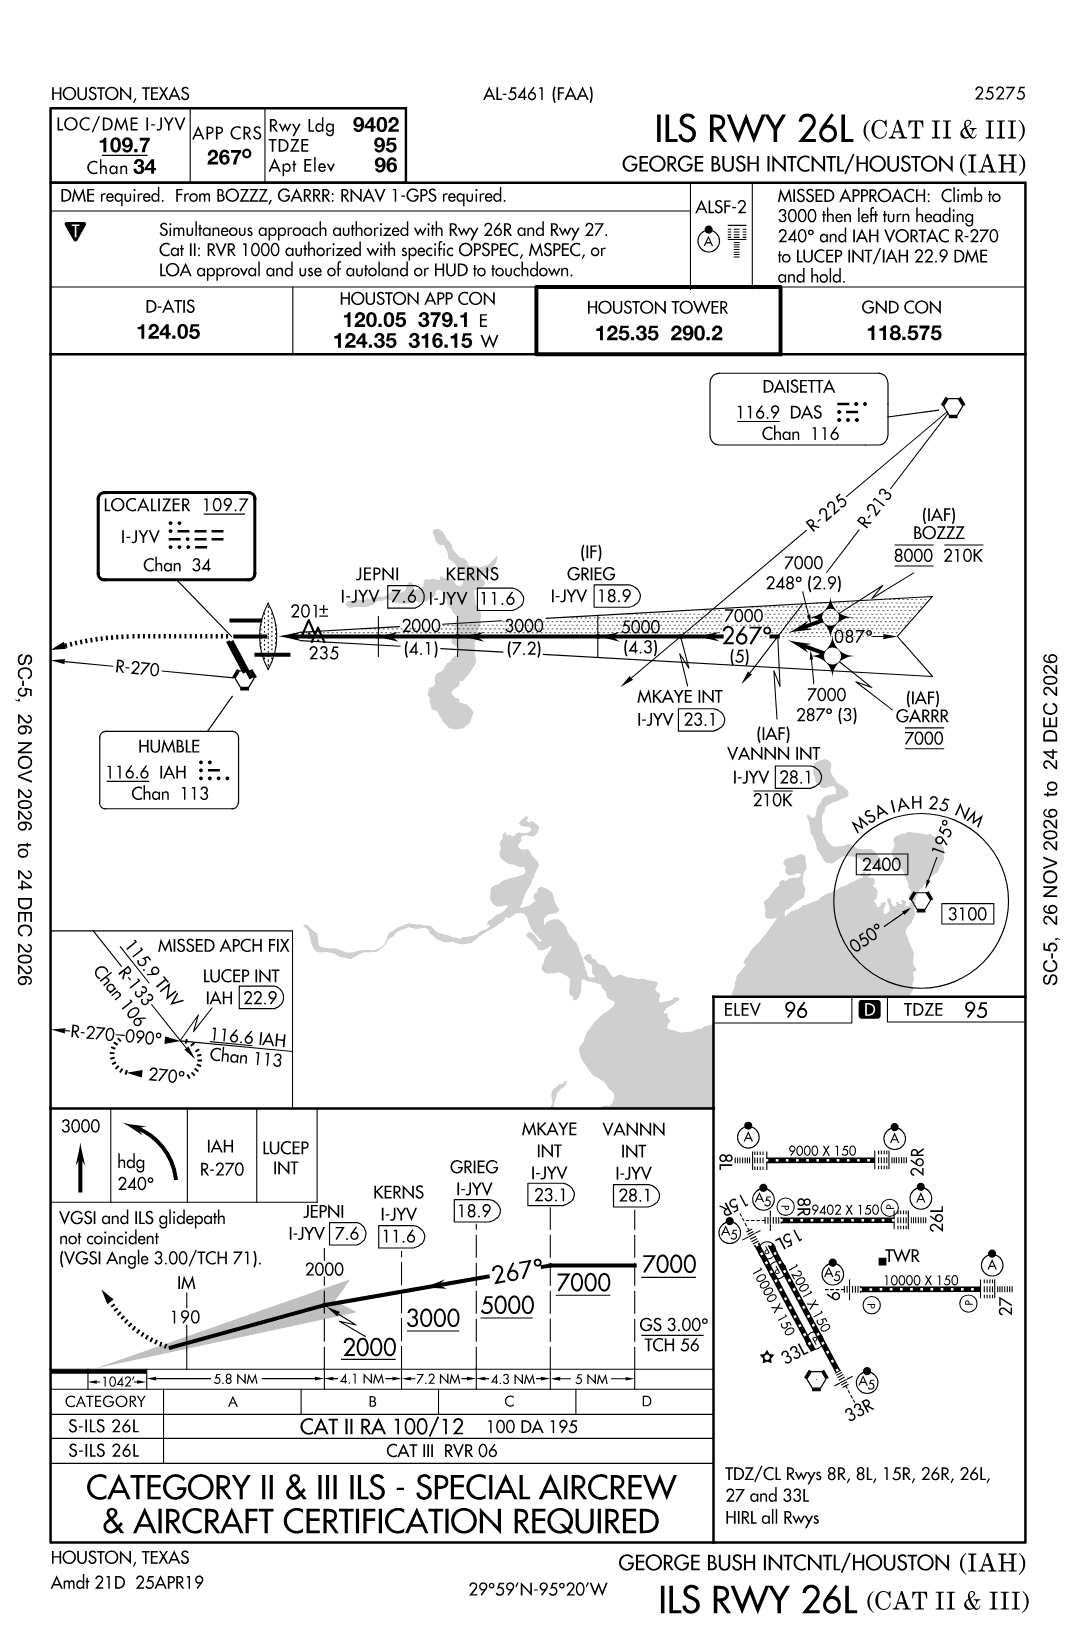 HOUSTON, TEXAS
AL-5461 (FAA)
25275
LOC/DME I-JYV
109.7
Chan 34
APP CRS
267°
Rwy Ldg 9402
TDZE 95
Apt Elev 96
ILS RWY 26L (CAT II & III)
GEORGE BUSH INTCNTL/HOUSTON (IAH)
DME required. From BOZZZ, GARRR: RNAV 1-GPS required.
T
Simultaneous approach authorized with Rwy 26R and Rwy 27.
Cat II: RVR 1000 authorized with specific OPSPEC, MSPEC, or
LOA approval and use of autoland or HUD to touchdown.
ALSF-2
A
MISSED APPROACH: Climb to
3000 then left turn heading
240° and IAH VORTAC R-270
to LUCEP INT/IAH 22.9 DME
and hold.
D-ATIS
124.05
HOUSTON APP CON
120.05 379.1 E
124.35 316.15 W
HOUSTON TOWER
125.35 290.2
GND CON
118.575
DAISETTA
116.9 DAS
Chan 116
R-225
R-213
LOCALIZER 109.7
I-JYV
Chan 34
(IAF)
BOZZZ
8000 210K
7000
248° (2.9)
(IF)
GRIEG
I-JYV 18.9
KERNS
I-JYV 11.6
JEPNI
I-JYV 7.6
201±
235
2000
(4.1)
3000
(7.2)
5000
(4.3)
7000
267°
(5)
087°
R-270
MKAYE INT
I-JYV 23.1
7000
287° (3)
(IAF)
GARRR
7000
(IAF)
VANNN INT
I-JYV 28.1
210K
HUMBLE
116.6 IAH
Chan 113
MSA IAH 25 NM
195°
2400
3100
050°
SC-5, 26 NOV 2026 to 24 DEC 2026
SC-5, 26 NOV 2026 to 24 DEC 2026
MISSED APCH FIX
115.9 TNV
R-133
Chan 106
LUCEP INT
IAH 22.9
R-270
090°
116.6 IAH
Chan 113
270°
ELEV 96
D
TDZE 95
3000
hdg
240°
IAH
R-270
LUCEP
INT
VGSI and ILS glidepath
not coincident
(VGSI Angle 3.00/TCH 71).
JEPNI
I-JYV 7.6
KERNS
I-JYV
11.6
GRIEG
I-JYV
18.9
MKAYE
INT
I-JYV
23.1
VANNN
INT
I-JYV
28.1
IM
190
2000
2000
3000
5000
267°
7000
7000
GS 3.00°
TCH 56
1042'
5.8 NM
4.1 NM
7.2 NM
4.3 NM
5 NM
CATEGORY A B C D
S-ILS 26L CAT II RA 100/12 100 DA 195
S-ILS 26L CAT III RVR 06
CATEGORY II & III ILS - SPECIAL AIRCREW
& AIRCRAFT CERTIFICATION REQUIRED
A
A
8L
9000 X 150
26R
A5
A
15R
P
8R
9402 X 150
P
26L
A5
15L
TWR
A5
A
9
10000 X 150
27
P
P
10000 X 150
12001 X 150
33L
A5
33R
TDZ/CL Rwys 8R, 8L, 15R, 26R, 26L,
27 and 33L
HIRL all Rwys
HOUSTON, TEXAS
Amdt 21D 25APR19
29°59'N-95°20'W
GEORGE BUSH INTCNTL/HOUSTON (IAH)
ILS RWY 26L (CAT II & III)